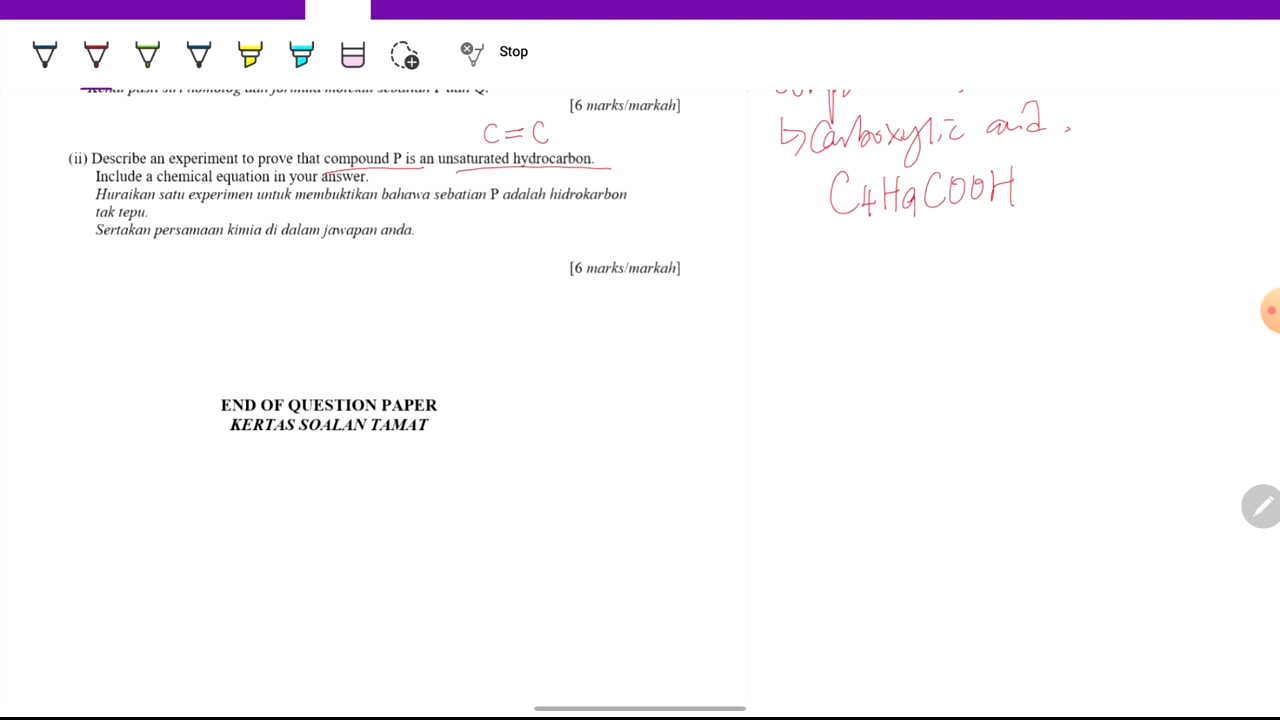 Stop
[6 marks/markah]
C=C
(ii) Describe an experiment to prove that compound P is an unsaturated hydrocarbon.
Include a chemical equation in your answer.
Huraikan satu experimen untuk membuktikan bahawa sebatian P adalah hidrokarbon
tak tepu.
Sertakan persamaan kimia di dalam jawapan anda.
[6 marks/markah]
END OF QUESTION PAPER
KERTAS SOALAN TAMAT
Carboxylic
C4H9COOH